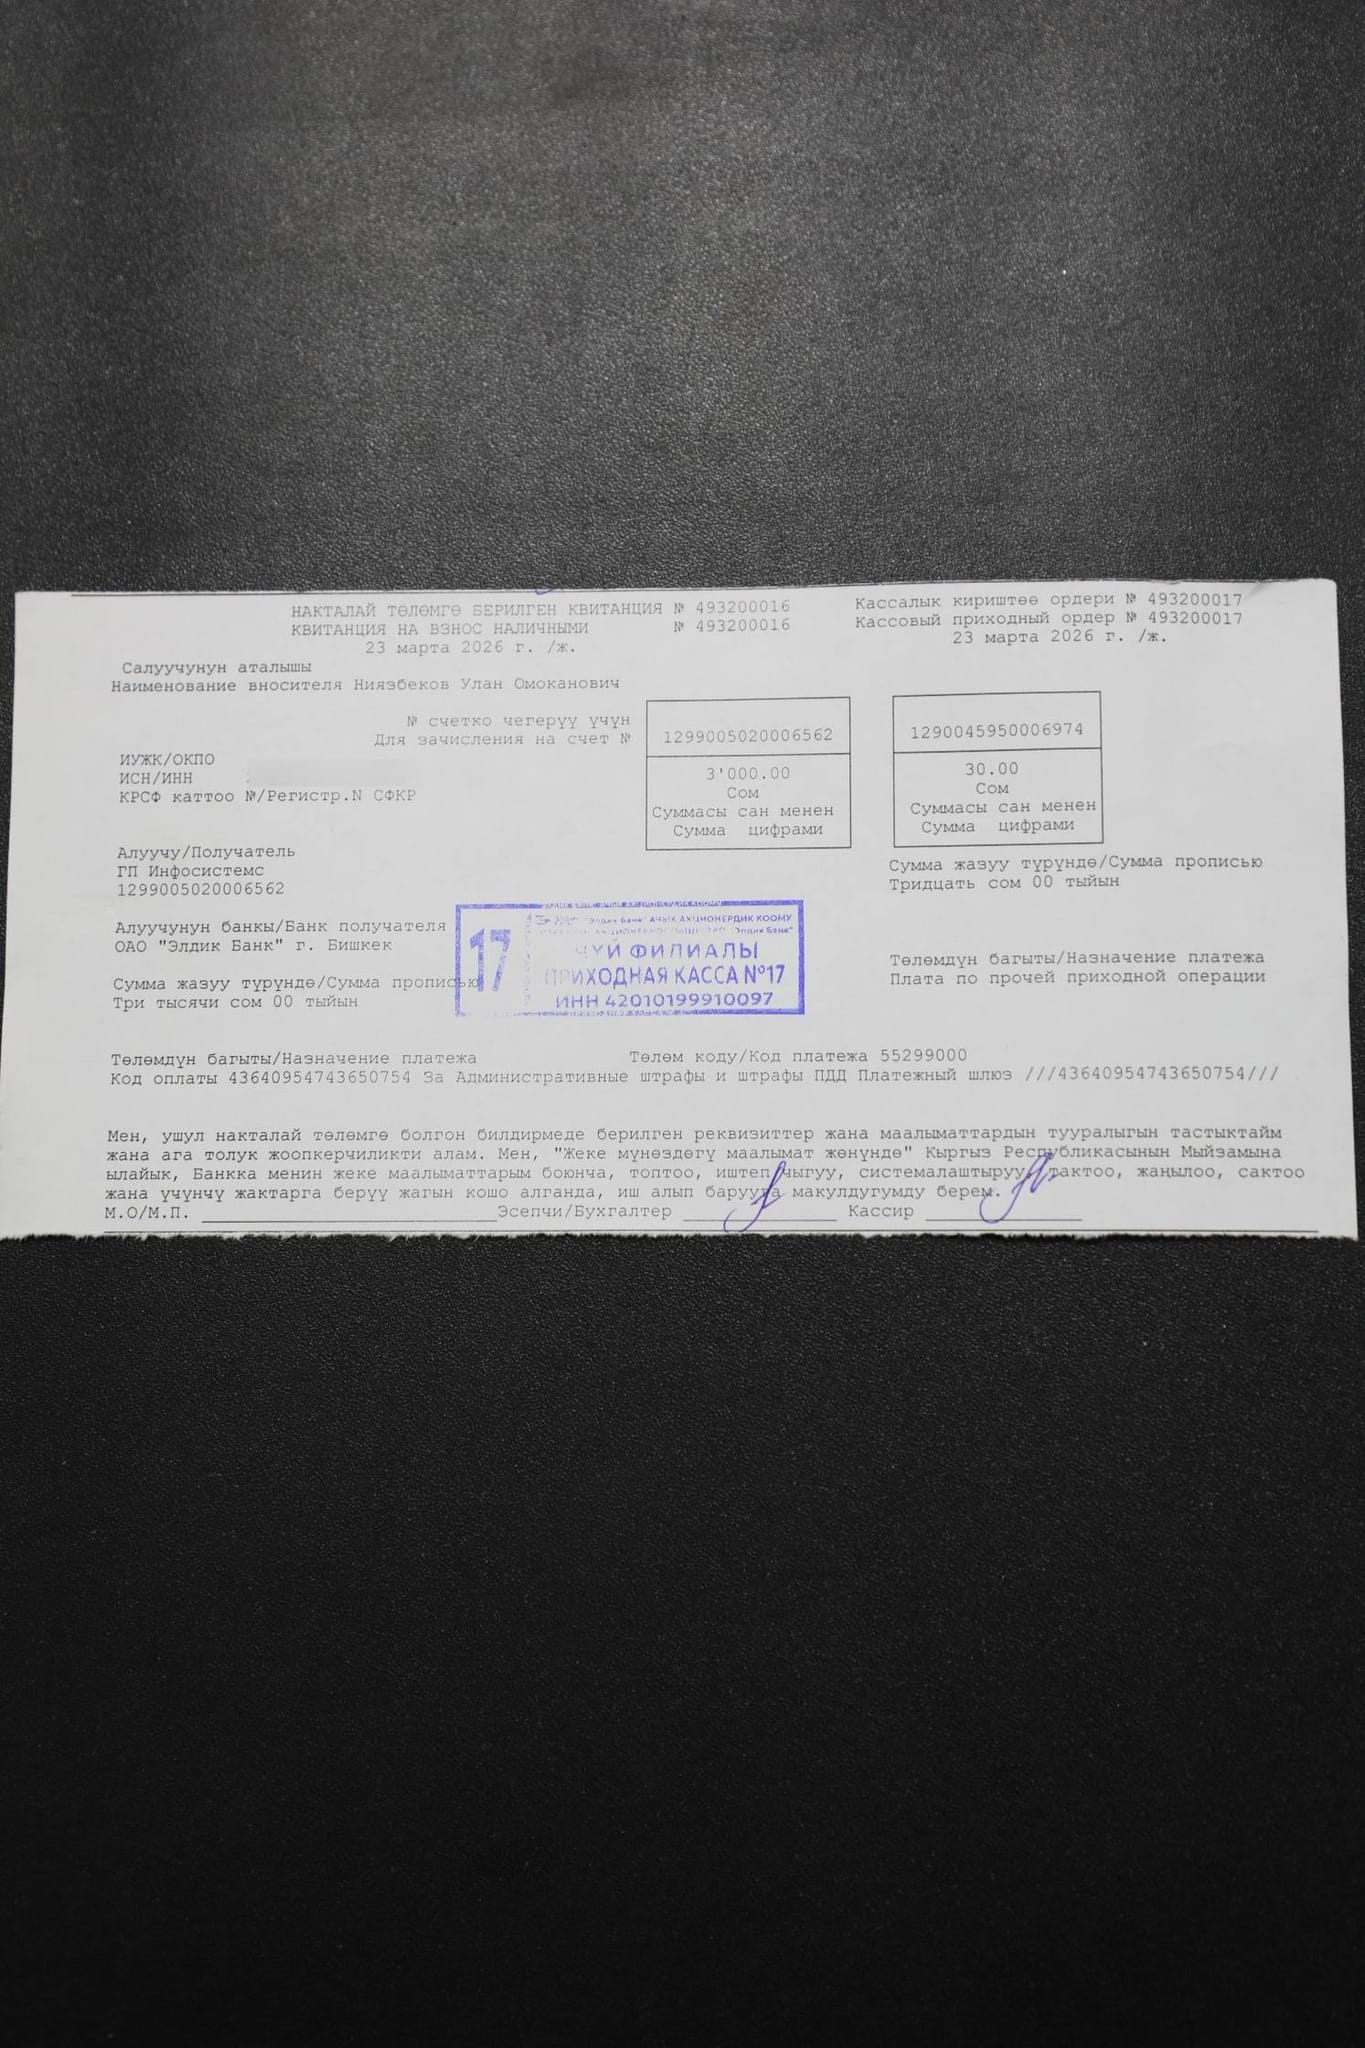 НАКТАЛАЙ ТӨЛӨМГӨ БЕРИЛГЕН КВИТАНЦИЯ № 493200016
КВИТАНЦИЯ НА ВЗНОС НАЛИЧНЫМИ № 493200016
23 марта 2026 г. /ж.
Кассалык кириштөө ордери № 493200017
Кассовый приходный ордер № 493200017
23 марта 2026 г. /ж.
Салуучунун аталышы
Наименование вносителя Ниязбеков Улан Омоканович
№ счетко чегерүү үчүн
Для зачисления на счет №
1299005020006562
1290045950006974
ИУЖК/ОКПО
ИСН/ИНН
КРСФ каттоо №/Регистр.N СФКР
3'000.00
Сом
Суммасы сан менен
Сумма цифрами
30.00
Сом
Суммасы сан менен
Сумма цифрами
Алуучу/Получатель
ГП Инфосистемс
1299005020006562
Сумма жазуу түрүндө/Сумма прописью
Тридцать сом 00 тыйын
Алуучунун банкы/Банк получателя
ОАО "Элдик Банк" г. Бишкек
17
"Элдик Банк" АЧЫК АКЦИОНЕРДИК КООМУ
"Элдик Банк"
ЧУЙ ФИЛИАЛЫ
ПРИХОДНАЯ КАССА №17
ИНН 42010199910097
Сумма жазуу түрүндө/Сумма прописью
Три тысячи сом 00 тыйын
Төлөмдүн багыты/Назначение платежа
Плата по прочей приходной операции
Төлөмдүн багыты/Назначение платежа Төлөм коду/Код платежа 55299000
Код оплаты 43640954743650754 За Административные штрафы и штрафы ПДД Платежный шлюз ///43640954743650754///
Мен, ушул накталай төлөмгө болгон билдирмеде берилген реквизиттер жана маалыматтардын тууралыгын тастыктайм
жана ага толук жоопкерчиликти алам. Мен, "Жеке мүнөздөгү маалымат жөнүндө" Кыргыз Республикасынын Мыйзамына
ылайык, Банкка менин жеке маалыматтарым боюнча, топтоо, иштеп чыгуу, системалаштыруу, тактоо, жаңылоо, сактоо
жана үчүнчү жактарга берүү жагын кошо алганда, иш алып барууга макулдугумду берем.
М.О/М.П. Эсепчи/Бухгалтер Кассир